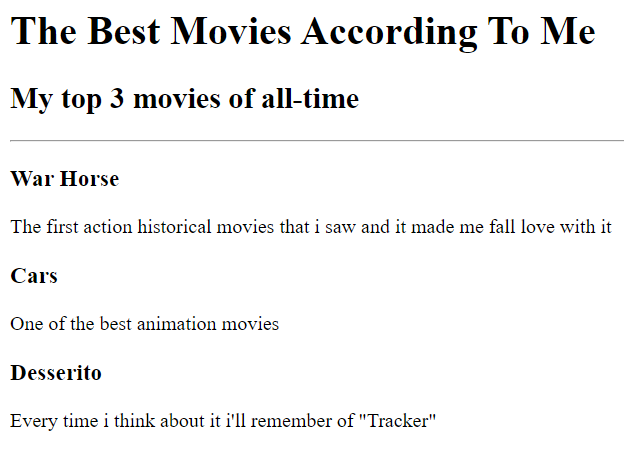 The Best Movies According To Me
My top 3 movies of all-time
War Horse
The first action historical movies that i saw and it made me fall love with it
Cars
One of the best animation movies
Desserito
Every time i think about it i'll remember of "Tracker"